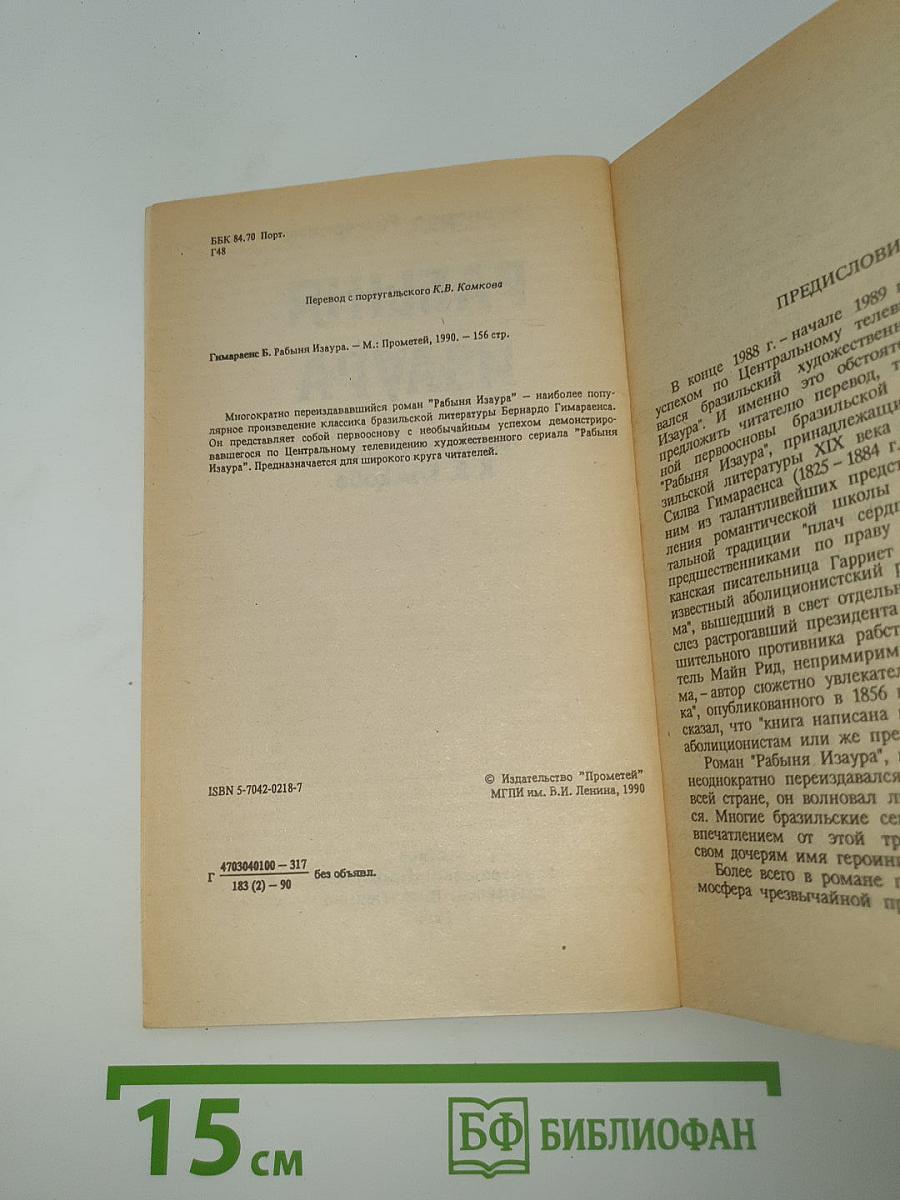 ББК 84.70 Порт.
Г48
Перевод с португальского К.В. Комкова
Гимараенс Б. Рабыня Изаура. — М.: Прометей, 1990. — 156 стр.
Многократно переиздававшийся роман "Рабыня Изаура" — наиболее попу-
лярное произведение классика бразильской литературы Бернардо Гимараенса.
Он представляет собой первооснову с необычайным успехом демонстриро-
вавшегося по Центральному телевидению художественного сериала "Рабыня
Изаура". Предназначается для широкого круга читателей.
ISBN 5-7042-0218-7
© Издательство "Прометей"
МГПИ им. В.И. Ленина, 1990
Г 4703040100 — 317
183 (2) — 90
без объявл.
ПРЕДИСЛОВИ
В конце 1988 г. – начале 1989 г
успехом по Центральному телев
вался бразильский художественн
Изаура". И именно это обстояте
предложить читателю перевод, т
ной первоосновы бразильской
"Рабыня Изаура", принадлежащи
зильской литературы XIX века
Силва Гимараенса (1825 – 1884 г.
ним из талантливейших предст
ления романтической школы
тальной традиции "плач сердц
предшественниками по праву
канская писательница Гарриет
известный аболиционистский р
ма", вышедший в свет отдельн
слез растрогавший президента
шительного противника рабст
тель Майн Рид, непримирим
ма, – автор сюжетно увлекател
ка", опубликованного в 1856 г
сказал, что "книга написана н
аболиционистам или же пре
Роман "Рабыня Изаура",
неоднократно переиздавался
всей стране, он волновал л
ся. Многие бразильские сем
впечатлением от этой тр
свом дочерям имя героин
Более всего в романе п
мосфера чрезвычайной пр
15 см
БФ БИБЛИОФАН